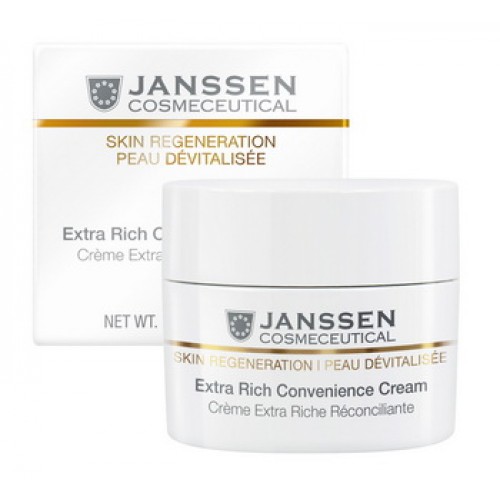 JANSSEN
COSMECEUTICAL
SKIN REGENERATION
PEAU DÉVITALISÉE
Extra Rich C
Crème Extra
NET WT.
JANSSEN
COSMECEUTICAL
SKIN REGENERATION | PEAU DÉVITALISÉE
Extra Rich Convenience Cream
Crème Extra Riche Réconciliante